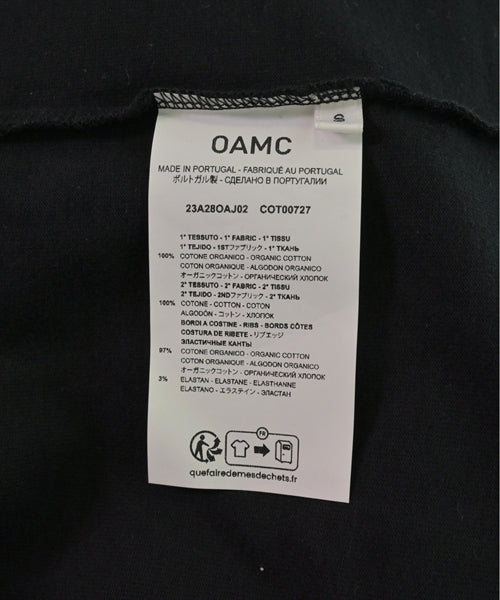 OAMC
MADE IN PORTUGAL - FABRIQUÉ AU PORTUGAL
ポルトガル製 - СДЕЛАНО В ПОРТУГАЛИИ
23A28OAJ02 COT00727
1° TESSUTO - 1° FABRIC - 1° TISSU
1° TEJIDO - 1STファブリック - 1° ТКАНЬ
100% COTONE ORGANICO - ORGANIC COTTON
COTON ORGANIQUE - ALGODON ORGANICO
オーガニックコットン - ОРГАНИЧЕСКИЙ ХЛОПОК
2° TESSUTO - 2° FABRIC - 2° TISSU
2° TEJIDO - 2NDファブリック - 2° ТКАНЬ
100% COTONE - COTTON - COTON
ALGODÓN - コットン - ХЛОПОК
BORDI A COSTINE - RIBS - BORDS CÔTES
COSTURA DE RIBETE - リブエッジ
ЭЛАСТИЧНЫЕ КАНТЫ
97% COTONE ORGANICO - ORGANIC COTTON
COTON ORGANIQUE - ALGODON ORGANICO
オーガニックコットン - ОРГАНИЧЕСКИЙ ХЛОПОК
3% ELASTAN - ELASTANE - ELASTHANNE
ELASTANO - エラステイン - ЭЛАСТАН
FR
quefairedemesdechets.fr